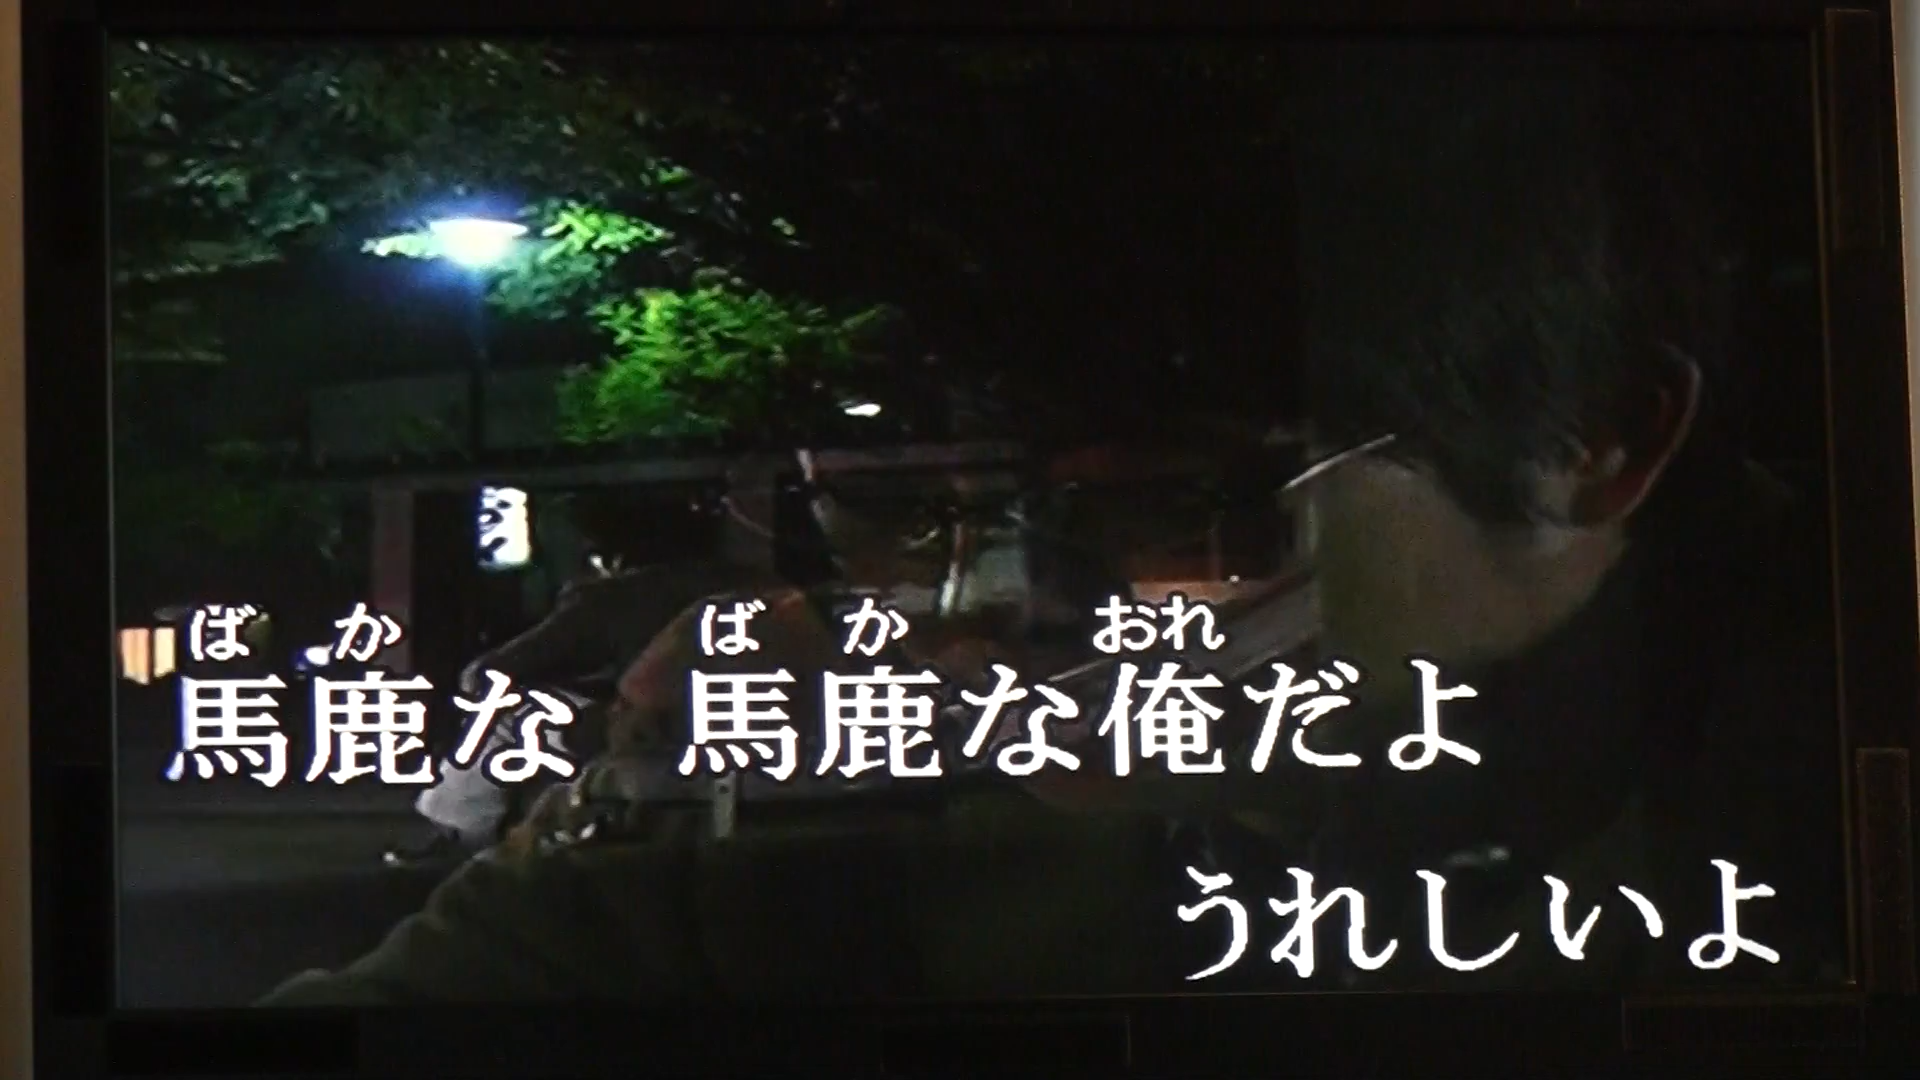 ばか ばか おれ
馬鹿な 馬鹿な俺だよ
うれしいよ